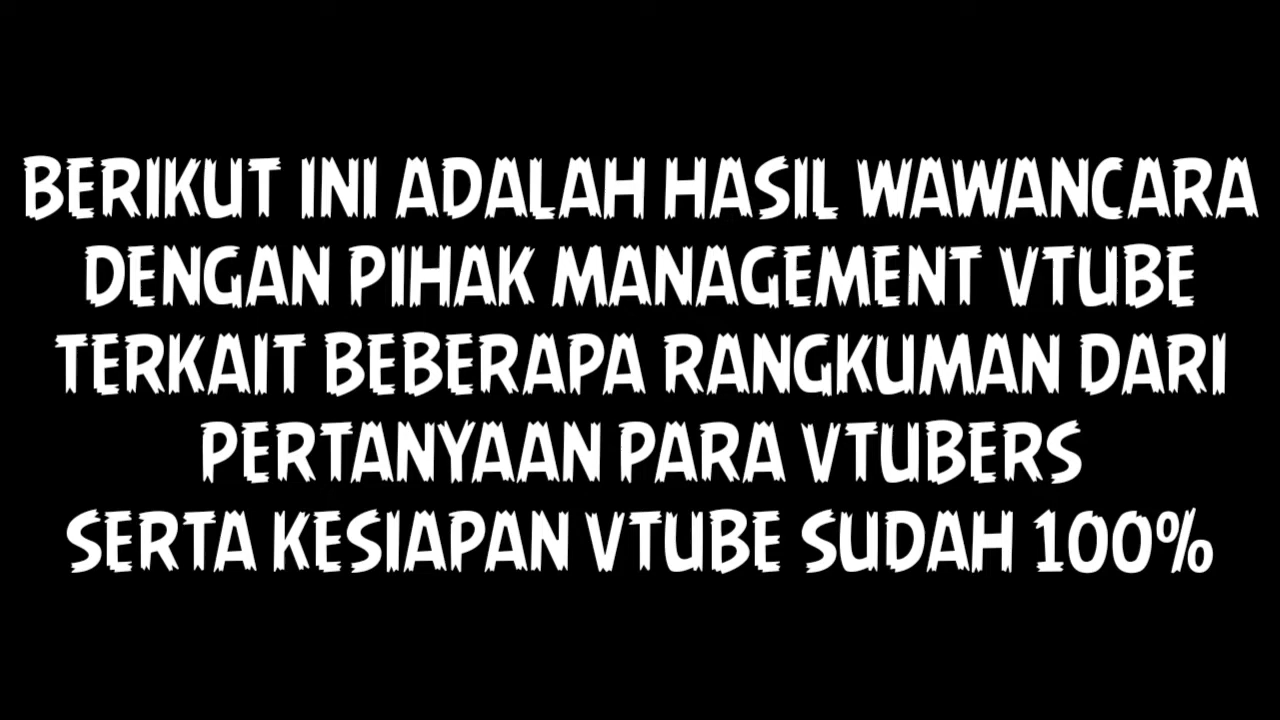 BERIKUT INI ADALAH HASIL WAWANCARA
DENGAN PIHAK MANAGEMENT VTUBE
TERKAIT BEBERAPA RANGKUMAN DARI
PERTANYAAN PARA VTUBERS
SERTA KESIAPAN VTUBE SUDAH 100%